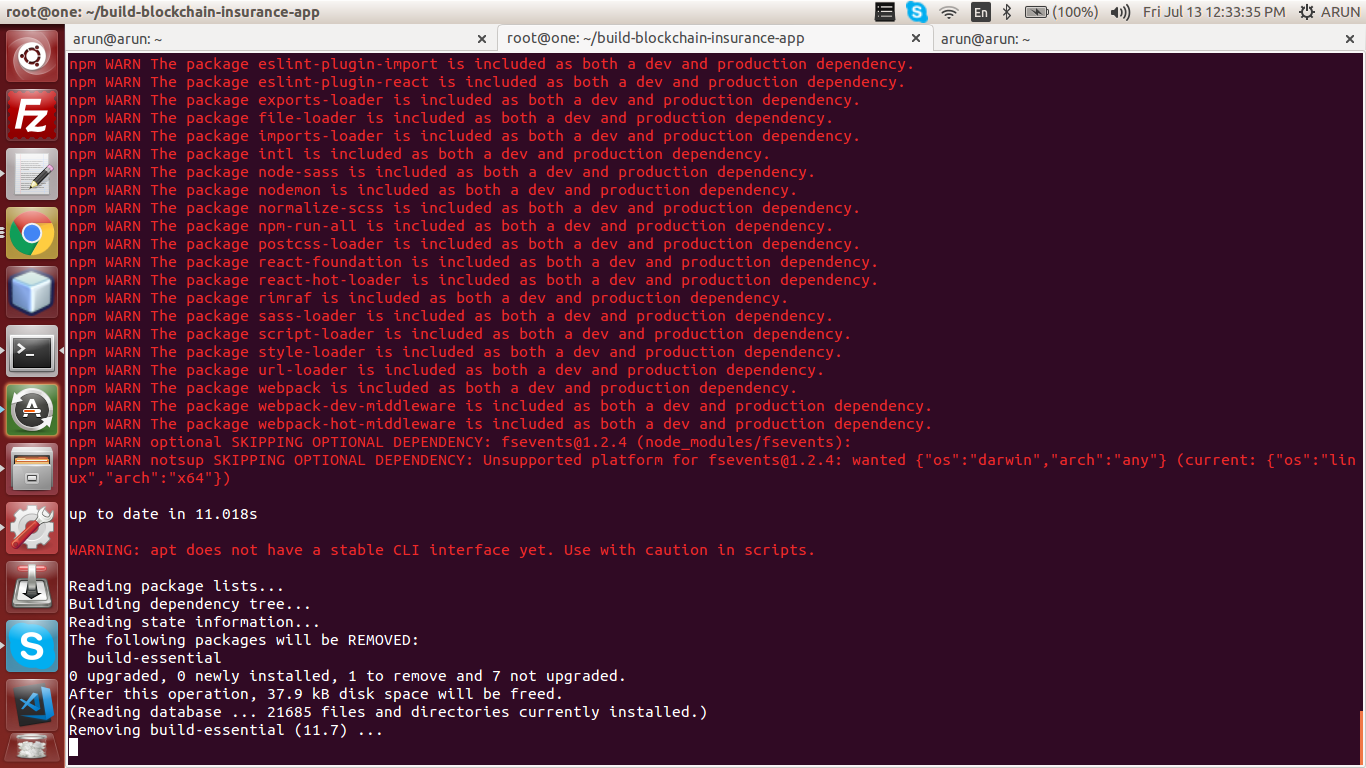 root@one: ~/build-blockchain-insurance-app
En
(100%)
Fri Jul 13 12:33:35 PM
ARUN
arun@arun: ~
root@one: ~/build-blockchain-insurance-app
arun@arun: ~
npm WARN The package eslint-plugin-import is included as both a dev and production dependency.
npm WARN The package eslint-plugin-react is included as both a dev and production dependency.
npm WARN The package exports-loader is included as both a dev and production dependency.
npm WARN The package file-loader is included as both a dev and production dependency.
npm WARN The package imports-loader is included as both a dev and production dependency.
npm WARN The package intl is included as both a dev and production dependency.
npm WARN The package node-sass is included as both a dev and production dependency.
npm WARN The package nodemon is included as both a dev and production dependency.
npm WARN The package normalize-scss is included as both a dev and production dependency.
npm WARN The package npm-run-all is included as both a dev and production dependency.
npm WARN The package postcss-loader is included as both a dev and production dependency.
npm WARN The package react-foundation is included as both a dev and production dependency.
npm WARN The package react-hot-loader is included as both a dev and production dependency.
npm WARN The package rimraf is included as both a dev and production dependency.
npm WARN The package sass-loader is included as both a dev and production dependency.
npm WARN The package script-loader is included as both a dev and production dependency.
npm WARN The package style-loader is included as both a dev and production dependency.
npm WARN The package url-loader is included as both a dev and production dependency.
npm WARN The package webpack is included as both a dev and production dependency.
npm WARN The package webpack-dev-middleware is included as both a dev and production dependency.
npm WARN The package webpack-hot-middleware is included as both a dev and production dependency.
npm WARN optional SKIPPING OPTIONAL DEPENDENCY: fsevents@1.2.4 (node_modules/fsevents):
npm WARN notsup SKIPPING OPTIONAL DEPENDENCY: Unsupported platform for fsevents@1.2.4: wanted {"os":"darwin","arch":"any"} (current: {"os":"lin
ux","arch":"x64"})
up to date in 11.018s
WARNING: apt does not have a stable CLI interface yet. Use with caution in scripts.
Reading package lists...
Building dependency tree...
Reading state information...
The following packages will be REMOVED:
build-essential
0 upgraded, 0 newly installed, 1 to remove and 7 not upgraded.
After this operation, 37.9 kB disk space will be freed.
(Reading database ... 21685 files and directories currently installed.)
Removing build-essential (11.7) ...